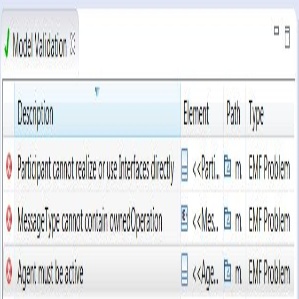 Model Validation
Description Element Path Type
Participant cannot realize or use Interfaces directly <<Parti... m EMF Problem
MessageType cannot contain ownedOperation <<Mes... m EMF Problem
Agent must be active <<Age... m EMF Problem